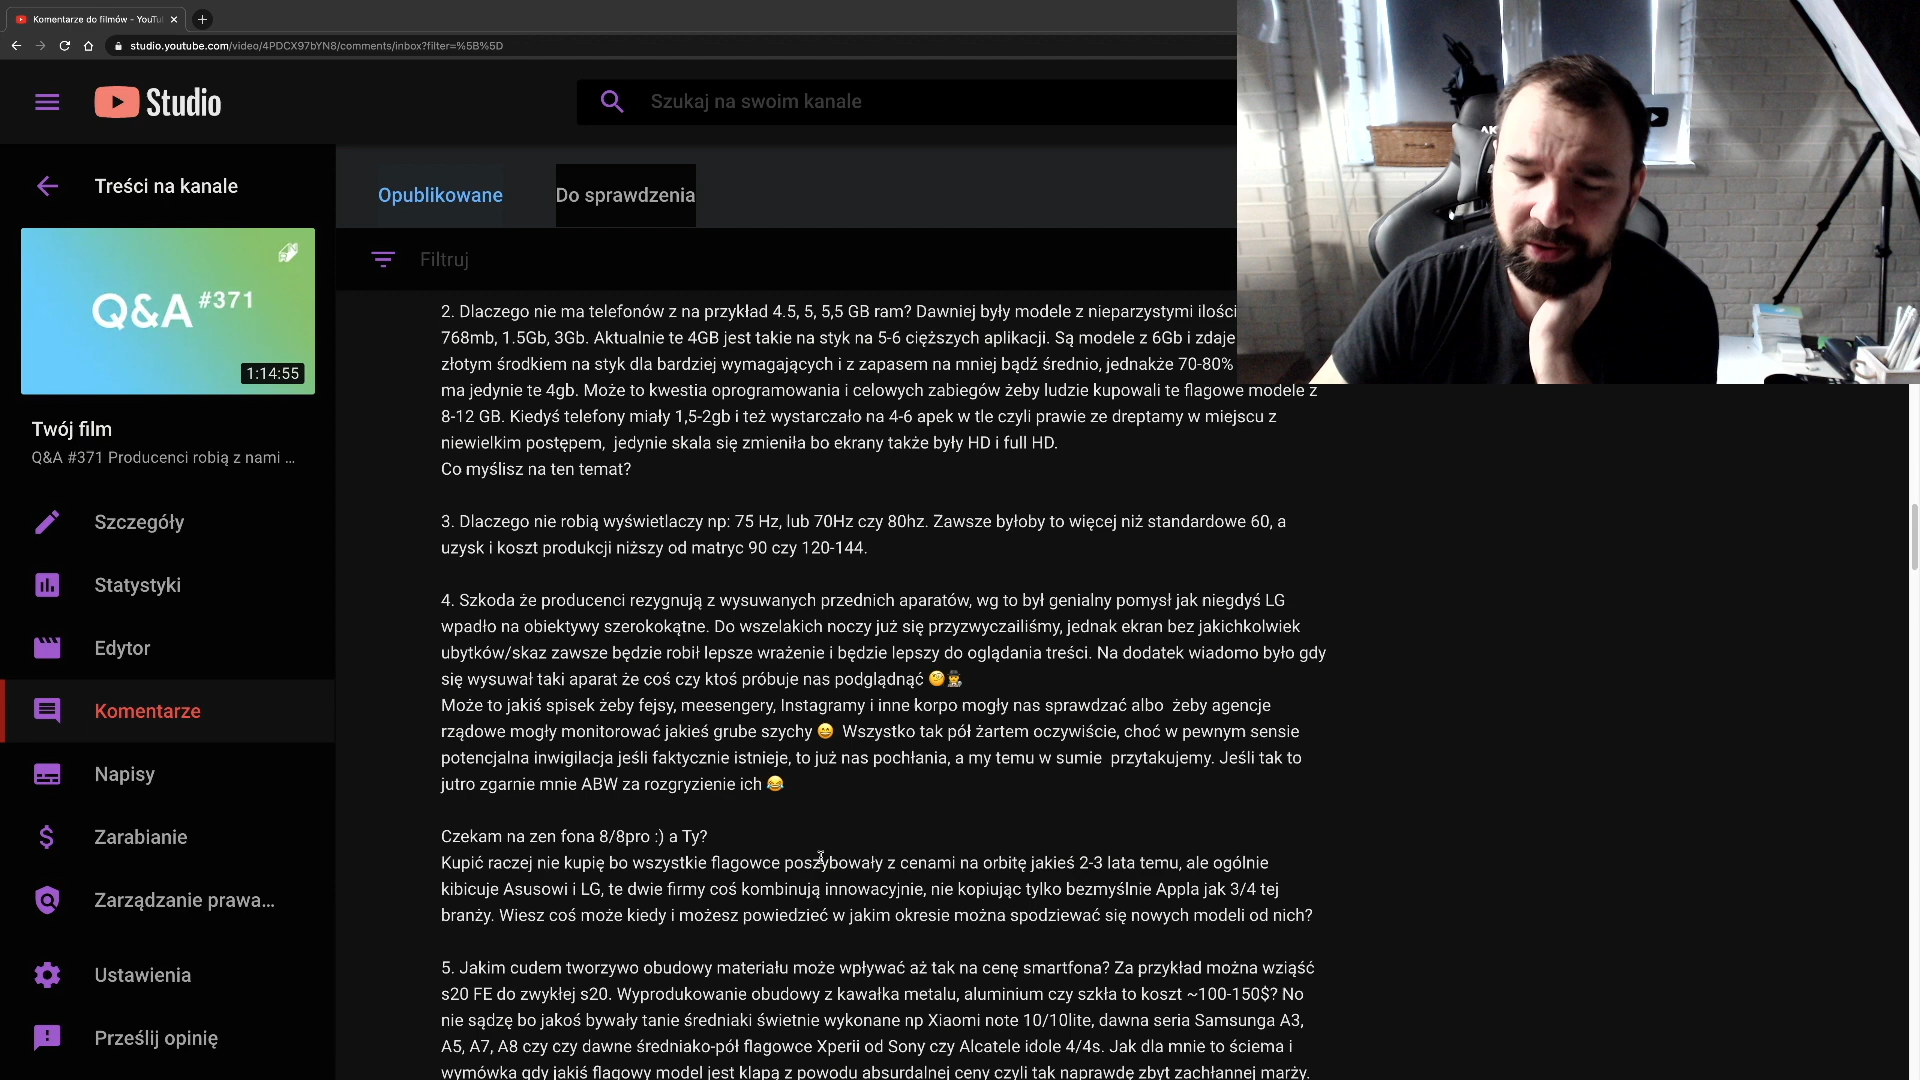 Komentarze do filmów - YouTu
studio.youtube.com/video/4PDCX97bYN8/comments/inbox?filter=%5B%5D
Studio
Szukaj na swoim kanale
Treści na kanale
Q&A #371
1:14:55
Twój film
Q&A #371 Producenci robią z nami ...
Szczegóły
Statystyki
Edytor
Komentarze
Napisy
Zarabianie
Zarządzanie prawa...
Ustawienia
Prześlij opinię
Opublikowane
Do sprawdzenia
Filtruj
2. Dlaczego nie ma telefonów z na przykład 4.5, 5, 5,5 GB ram? Dawniej były modele z nieparzystymi ilości
768mb, 1.5Gb, 3Gb. Aktualnie te 4GB jest takie na styk na 5-6 cięższych aplikacji. Są modele z 6Gb i zdaje
złotym środkiem na styk dla bardziej wymagających i z zapasem na mniej bądź średnio, jednakże 70-80%
ma jedynie te 4gb. Może to kwestia oprogramowania i celowych zabiegów żeby ludzie kupowali te flagowe modele z
8-12 GB. Kiedyś telefony miały 1,5-2gb i też wystarczało na 4-6 apek w tle czyli prawie ze dreptamy w miejscu z
niewielkim postępem,  jedynie skala się zmieniła bo ekrany także były HD i full HD.
Co myślisz na ten temat?
3. Dlaczego nie robią wyświetlaczy np: 75 Hz, lub 70Hz czy 80hz. Zawsze byłoby to więcej niż standardowe 60, a
uzysk i koszt produkcji niższy od matryc 90 czy 120-144.
4. Szkoda że producenci rezygnują z wysuwanych przednich aparatów, wg to był genialny pomysł jak niegdyś LG
wpadło na obiektywy szerokokątne. Do wszelakich noczy już się przyzwyczailiśmy, jednak ekran bez jakichkolwiek
ubytków/skaz zawsze będzie robił lepsze wrażenie i będzie lepszy do oglądania treści. Na dodatek wiadomo było gdy
się wysuwał taki aparat że coś czy ktoś próbuje nas podglądnąć 🧐🕵️
Może to jakiś spisek żeby fejsy, meesengery, Instagramy i inne korpo mogły nas sprawdzać albo  żeby agencje
rządowe mogły monitorować jakieś grube szychy 😄  Wszystko tak pół żartem oczywiście, choć w pewnym sensie
potencjalna inwigilacja jeśli faktycznie istnieje, to już nas pochłania, a my temu w sumie  przytakujemy. Jeśli tak to
jutro zgarnie mnie ABW za rozgryzienie ich 😂
Czekam na zen fona 8/8pro :) a Ty?
Kupić raczej nie kupię bo wszystkie flagowce poszybowały z cenami na orbitę jakieś 2-3 lata temu, ale ogólnie
kibicuje Asusowi i LG, te dwie firmy coś kombinują innowacyjnie, nie kopiując tylko bezmyślnie Appla jak 3/4 tej
branży. Wiesz coś może kiedy i możesz powiedzieć w jakim okresie można spodziewać się nowych modeli od nich?
5. Jakim cudem tworzywo obudowy materiału może wpływać aż tak na cenę smartfona? Za przykład można wziąść
s20 FE do zwykłej s20. Wyprodukowanie obudowy z kawałka metalu, aluminium czy szkła to koszt ~100-150$? No
nie sądzę bo jakoś bywały tanie średniaki świetnie wykonane np Xiaomi note 10/10lite, dawna seria Samsunga A3,
A5, A7, A8 czy czy dawne średniako-pół flagowce Xperii od Sony czy Alcatele idole 4/4s. Jak dla mnie to ściema i
wymówka gdy jakiś flagowy model jest klapą z powodu absurdalnej ceny czyli tak naprawdę zbyt zachłannej marży.